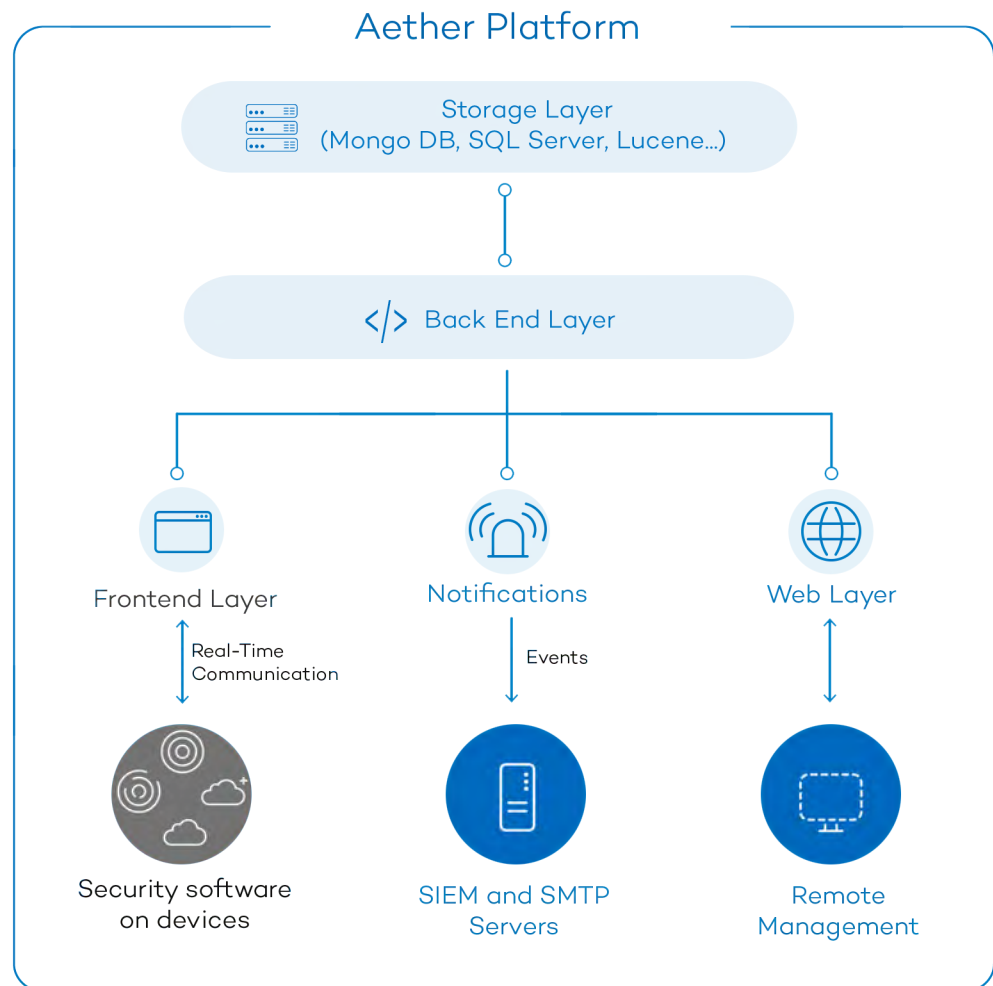 Aether Platform
Storage Layer
(Mongo DB, SQL Server, Lucene...)
</> Back End Layer
Frontend Layer
Notifications
Web Layer
Real-Time
Communication
Events
Security software
on devices
SIEM and SMTP
Servers
Remote
Management